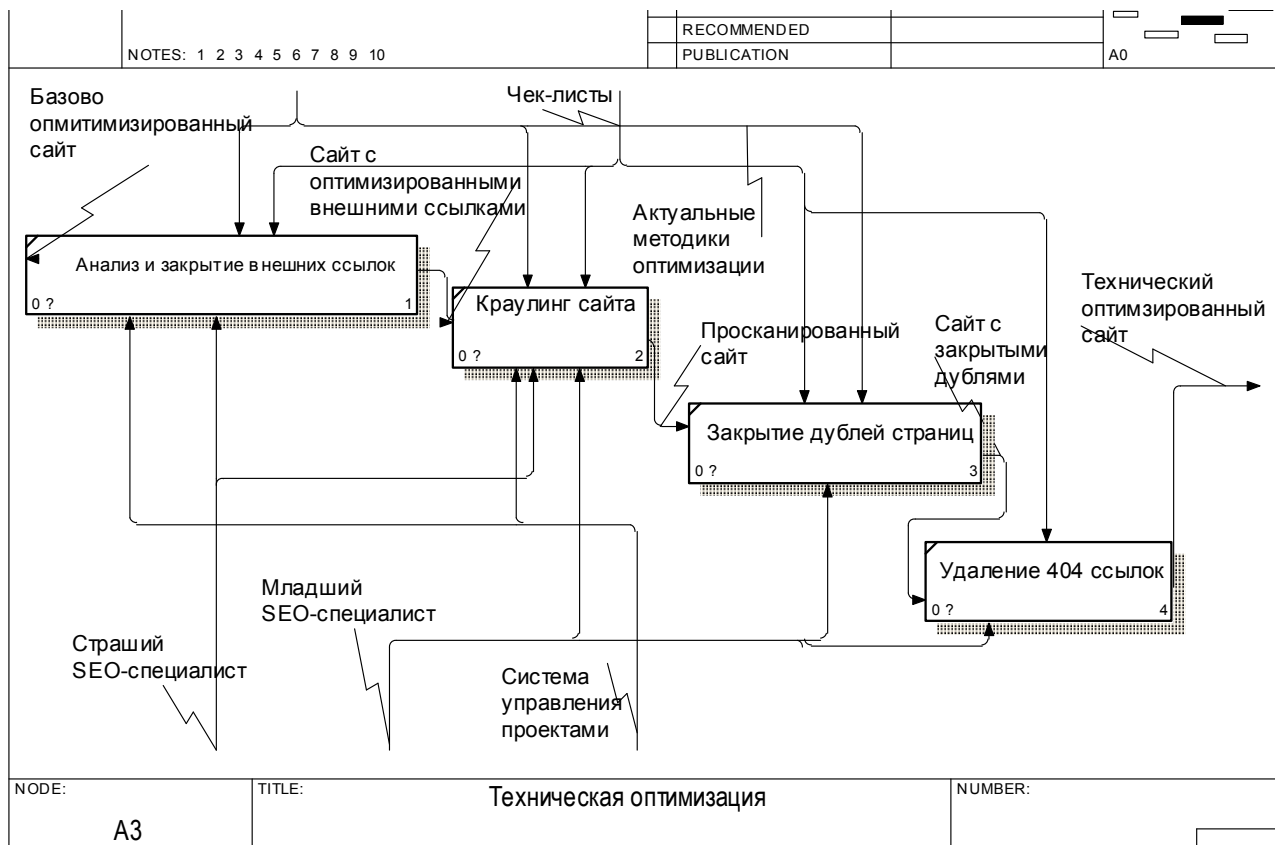 RECOMMENDED
NOTES: 1 2 3 4 5 6 7 8 9 10
PUBLICATION
A0
Базово
опмитимизированный
сайт
Чек-листы
Сайт с
оптимизированными
внешними ссылками
Актуальные
методики
оптимизации
Анализ и закрытие внешних ссылок
0 ?
1
Краулинг сайта
0 ?
2
Технический
оптимзированный
сайт
Просканированный
сайт
Сайт с
закрытыми
дублями
Закрытие дублей страниц
0 ?
3
Удаление 404 ссылок
0 ?
4
Младший
SEO-специалист
Страший
SEO-специалист
Система
управления
проектами
NODE:
TITLE:
Техническая оптимизация
NUMBER:
A3